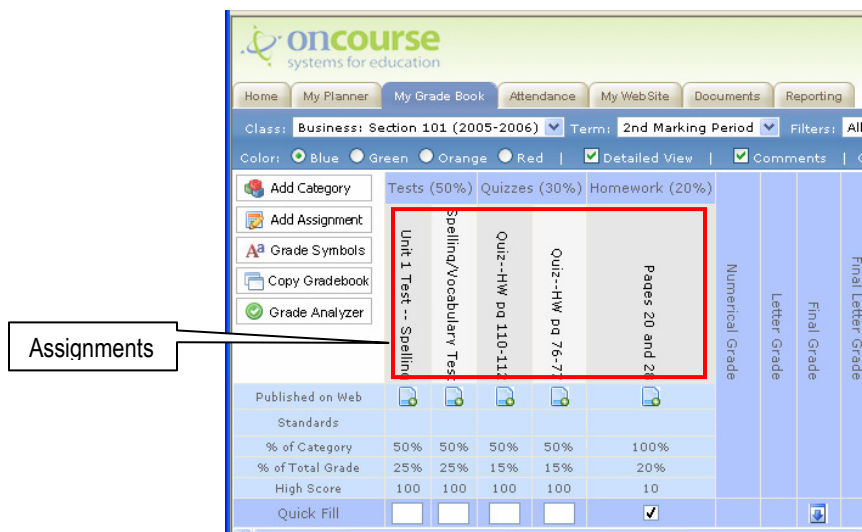 oncourse
systems for education
Home My Planner My Grade Book Attendance My WebSite Documents Reporting
Class: Business: Section 101 (2005-2006) Term: 2nd Marking Period Filters: All
Color: Blue Green Orange Red | Detailed View | Comments |
Add Category
Tests (50%) Quizzes (30%) Homework (20%)
Add Assignment
Aa Grade Symbols
Copy Gradebook
Grade Analyzer
Unit 1 Test -- Spelling
Spelling/Vocabulary Test
Quiz--HW pg 110-112
Quiz--HW pg 76-77
Pages 20 and 28
Numerical Grade
Letter Grade
Final Grade
Final Letter Grade
Assignments
Published on Web
Standards
% of Category 50% 50% 50% 50% 100%
% of Total Grade 25% 25% 15% 15% 20%
High Score 100 100 100 100 10
Quick Fill